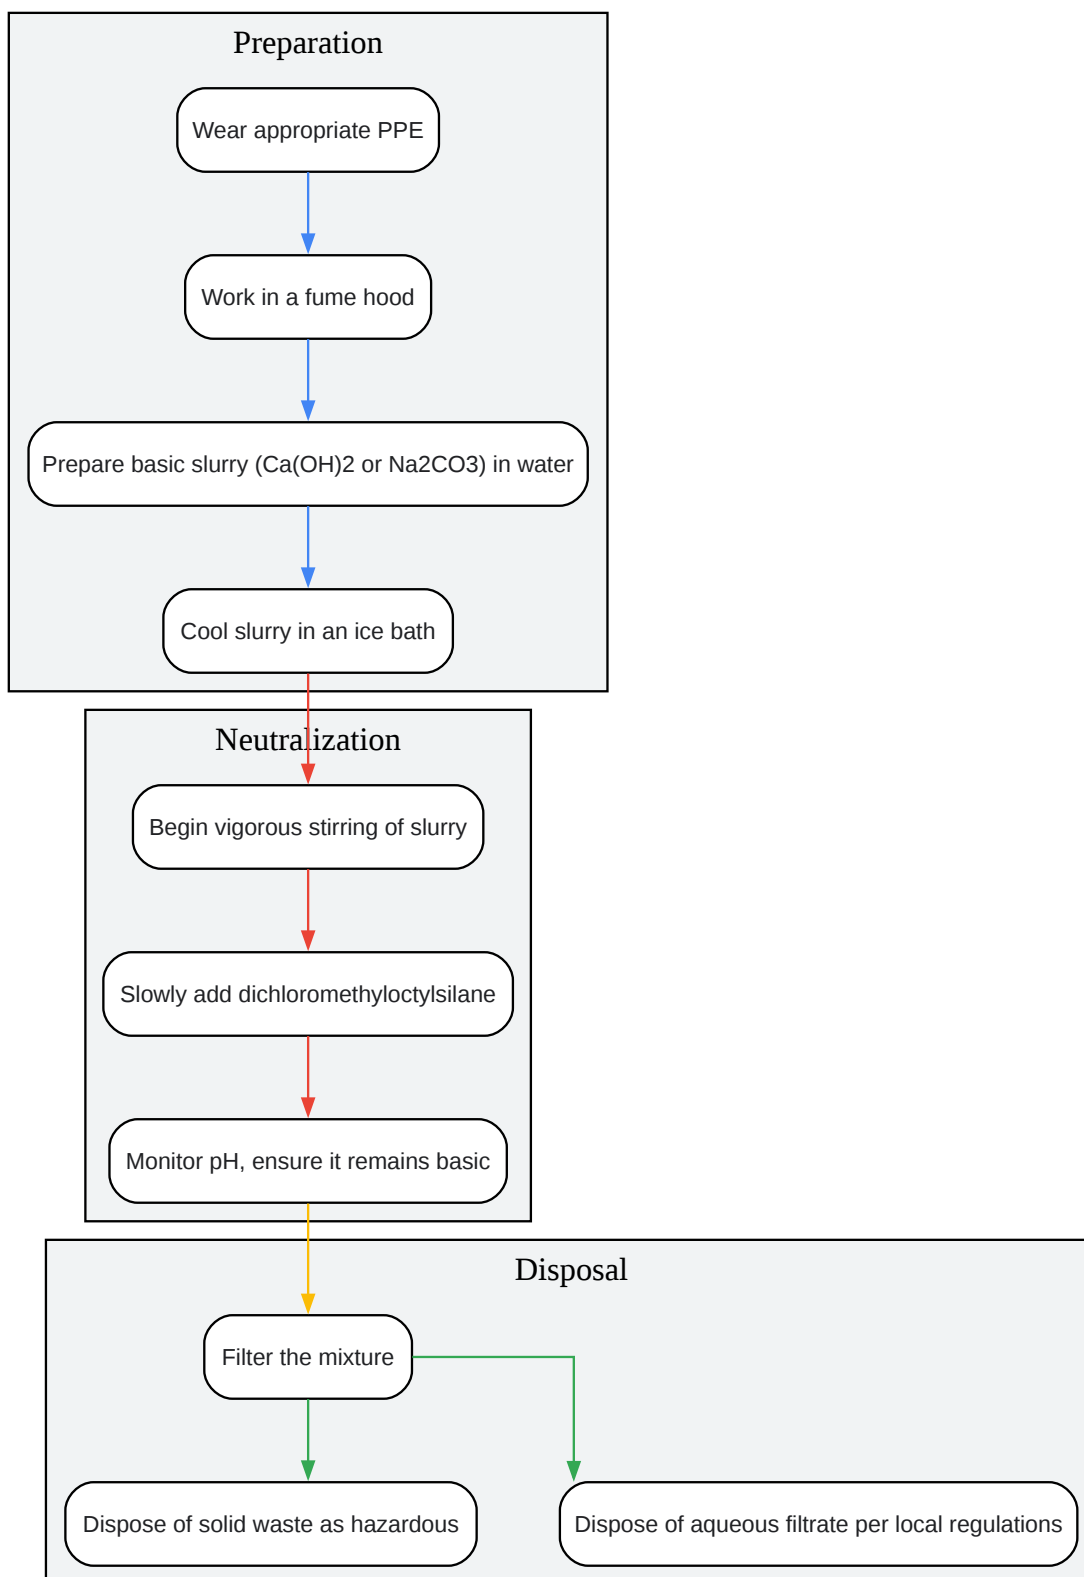 Preparation
Wear appropriate PPE
Work in a fume hood
Prepare basic slurry (Ca(OH)2 or Na2CO3) in water
Cool slurry in an ice bath
Neutralization
Begin vigorous stirring of slurry
Slowly add dichloromethyloctylsilane
Monitor pH, ensure it remains basic
Disposal
Filter the mixture
Dispose of solid waste as hazardous
Dispose of aqueous filtrate per local regulations